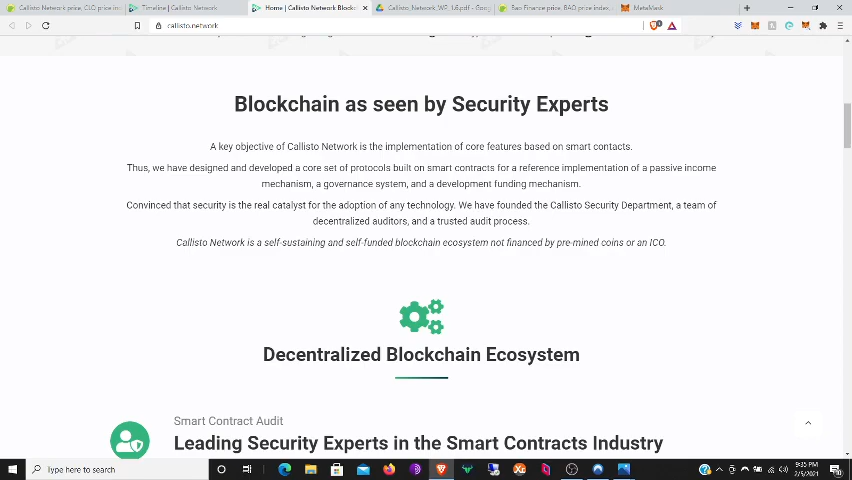 Callisto Network price, CLO price in
Timeline | Callisto Network
Home | Callisto Network Blockc
Callisto_Network_WP_1.6.pdf - Goo
Bao Finance price, BAO price index,
MetaMask
callisto.network
Blockchain as seen by Security Experts
A key objective of Callisto Network is the implementation of core features based on smart contacts.
Thus, we have designed and developed a core set of protocols built on smart contracts for a reference implementation of a passive income
mechanism, a governance system, and a development funding mechanism.
Convinced that security is the real catalyst for the adoption of any technology. We have founded the Callisto Security Department, a team of
decentralized auditors, and a trusted audit process.
Callisto Network is a self-sustaining and self-funded blockchain ecosystem not financed by pre-mined coins or an ICO.
Decentralized Blockchain Ecosystem
Smart Contract Audit
Leading Security Experts in the Smart Contracts Industry
Type here to search
9:35 PM
2/5/2021